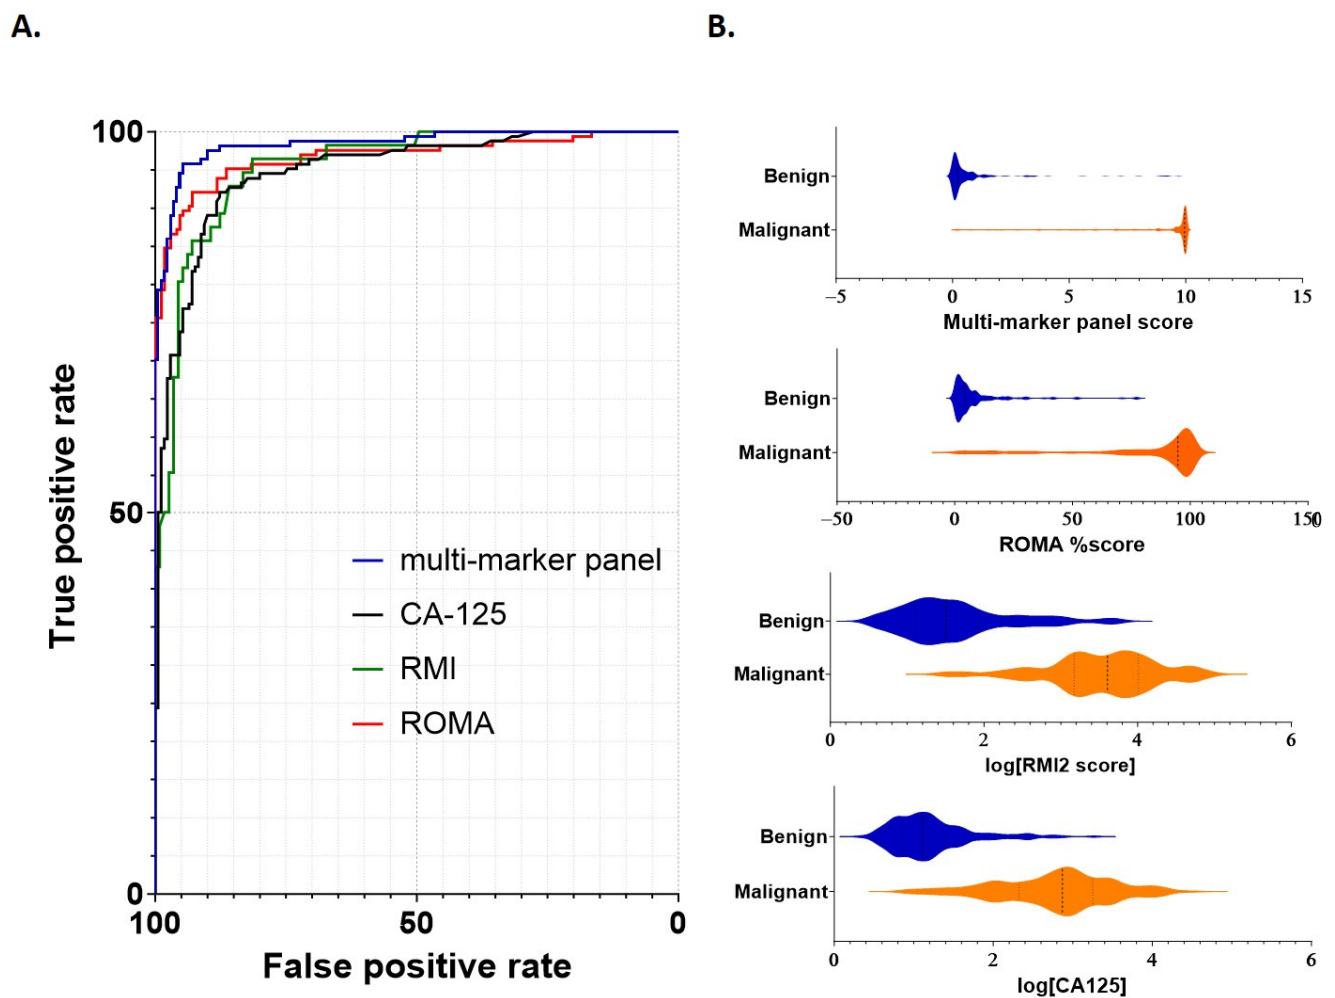 A.
B.
100
50
0
True positive rate
100
50
0
False positive rate
multi-marker panel
CA-125
RMI
ROMA
Benign
Malignant
−5
0
5
10
15
Multi-marker panel score
Benign
Malignant
−50
0
50
100
150
ROMA %score
Benign
Malignant
0
2
4
6
log[RMI2 score]
Benign
Malignant
0
2
4
6
log[CA125]